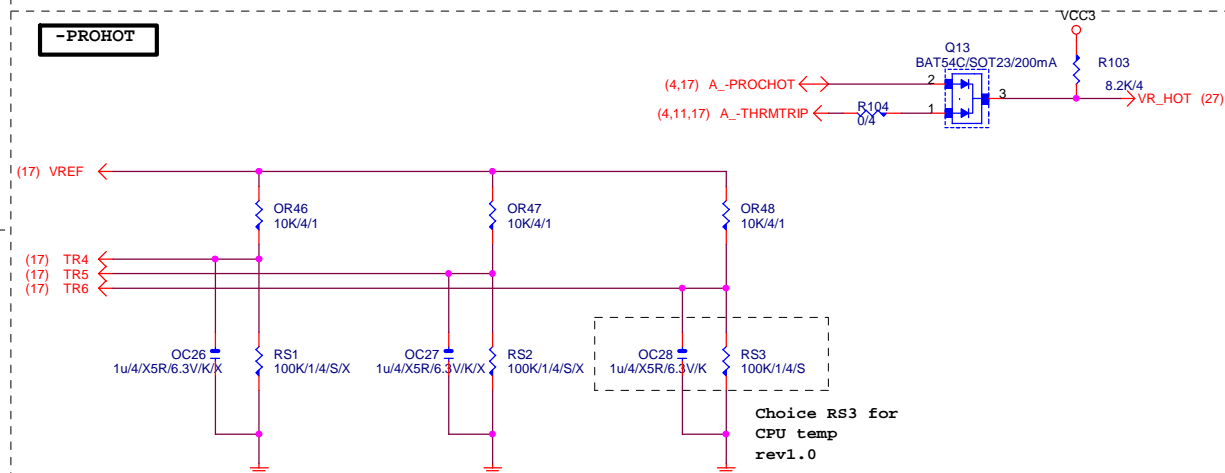 -PROHOT
VCC3
Q13
BAT54C/SOT23/200mA
R103
8.2K/4
(4,17) A_-PROCHOT
2
3
VR_HOT (27)
(4,11,17) A_-THRMTRIP
R104
0/4
1
(17) VREF
OR46
10K/4/1
OR47
10K/4/1
OR48
10K/4/1
(17) TR4
(17) TR5
(17) TR6
OC26
1u/4/X5R/6.3V/K/X
RS1
100K/1/4/S/X
OC27
1u/4/X5R/6.3V/K/X
RS2
100K/1/4/S/X
OC28
1u/4/X5R/6.3V/K
RS3
100K/1/4/S
Choice RS3 for
CPU temp
rev1.0